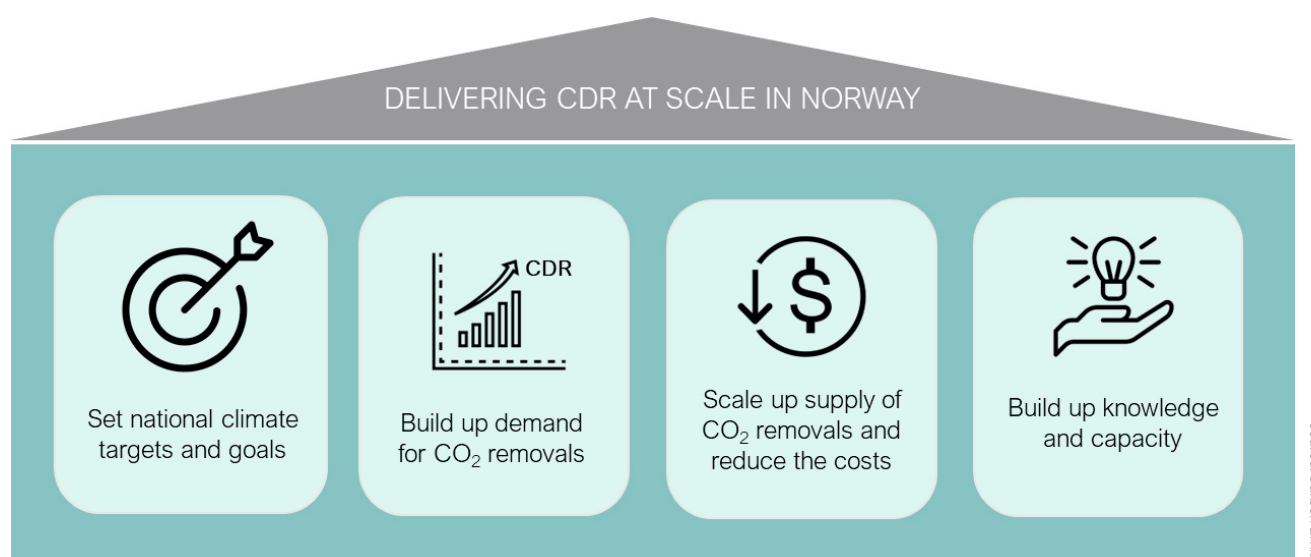 DELIVERING CDR AT SCALE IN NORWAY
CDR
$
Set national climate
targets and goals
Build up demand
for CO₂ removals
Scale up supply of
CO₂ removals and
reduce the costs
Build up knowledge
and capacity